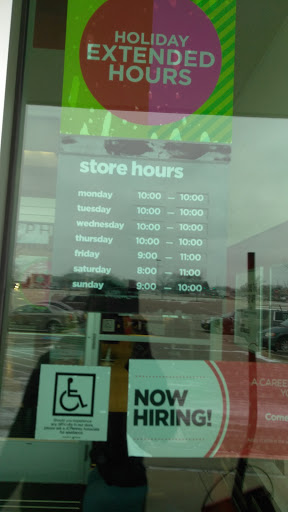 HOLIDAY
EXTENDED
HOURS
store hours
monday 10:00 — 10:00
tuesday 10:00 — 10:00
wednesday 10:00 — 10:00
thursday 10:00 — 10:00
friday 9:00 — 11:00
saturday 8:00 — 11:00
sunday 9:00 — 10:00
NOW
HIRING!
A CAREE
Come